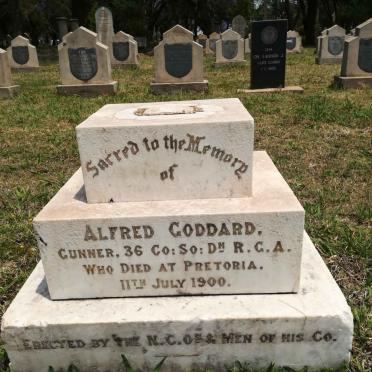 Sacred to the Memory
of
ALFRED GODDARD.
GUNNER, 36 CO: SO: DN R.G.A.
WHO DIED AT PRETORIA.
11TH JULY 1900.
ERECTED BY THE N.C.OS & MEN OF HIS CO.